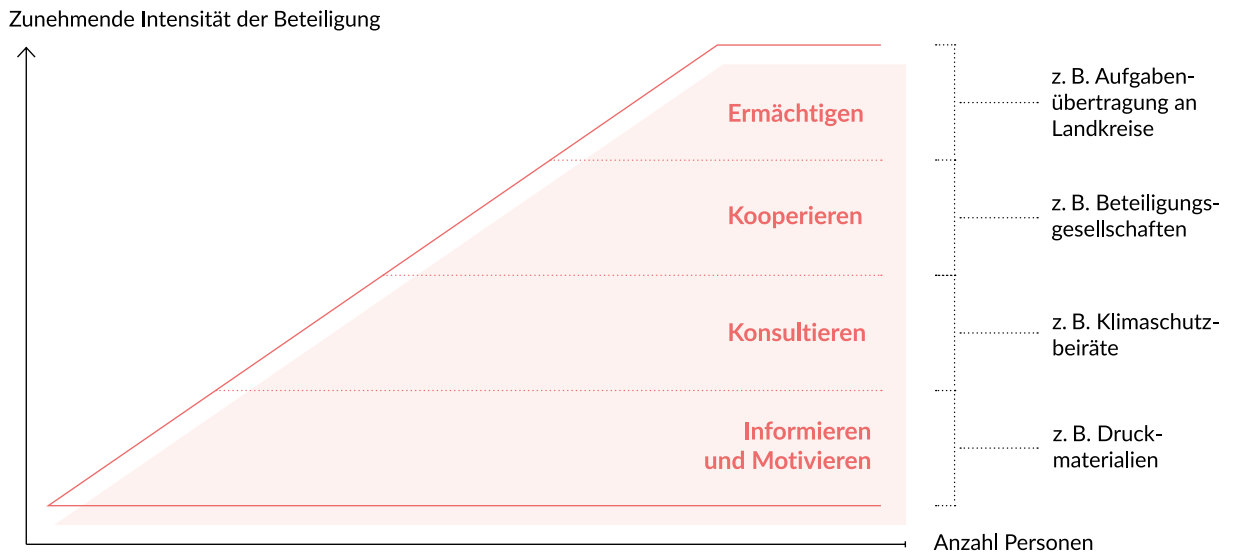 Zunehmende Intensität der Beteiligung
Ermächtigen
z. B. Aufgaben-
übertragung an
Landkreise
Kooperieren
z. B. Beteiligungs-
gesellschaften
Konsultieren
z. B. Klimaschutz-
beiräte
Informieren
und Motivieren
z. B. Druck-
materialien
Anzahl Personen